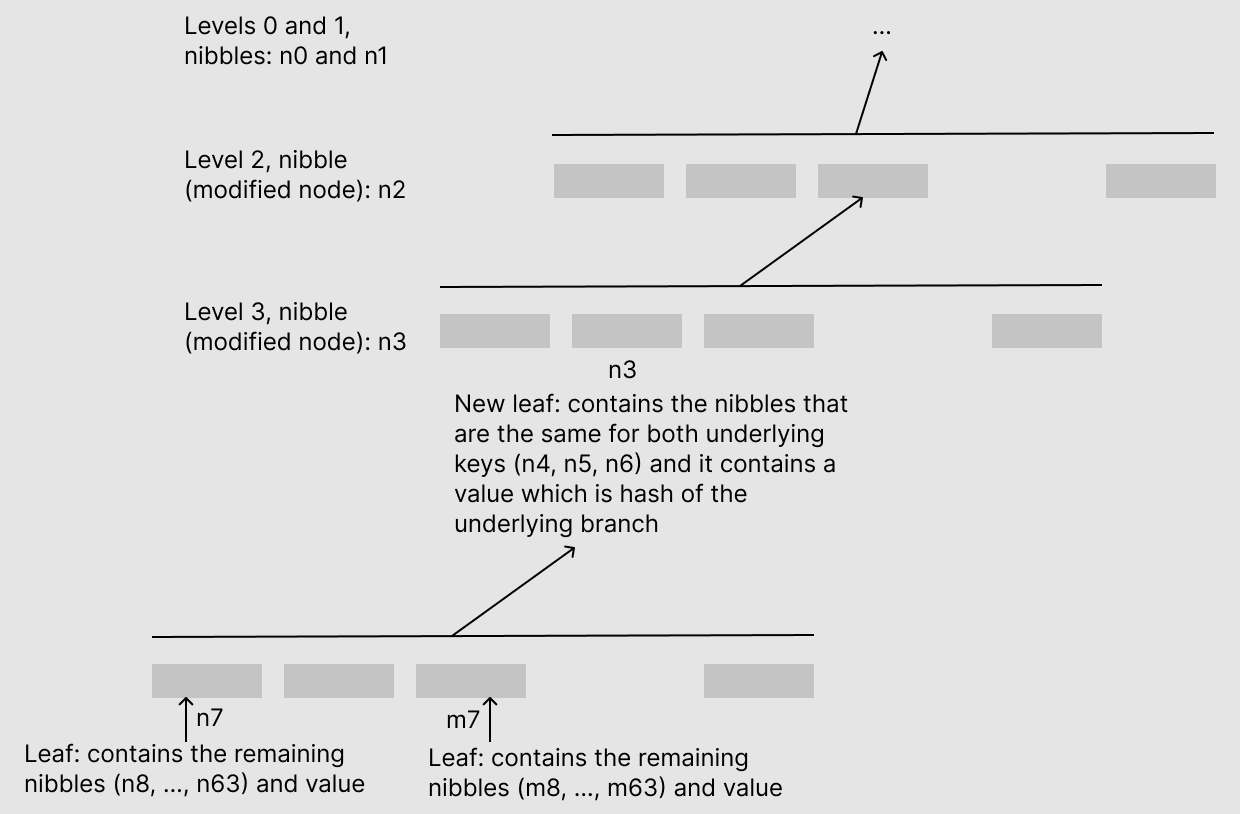 Levels 0 and 1,
nibbles: n0 and n1
...
Level 2, nibble
(modified node): n2
Level 3, nibble
(modified node): n3
n3
New leaf: contains the nibbles that
are the same for both underlying
keys (n4, n5, n6) and it contains a
value which is hash of the
underlying branch
n7
m7
Leaf: contains the remaining
nibbles (n8, ..., n63) and value
Leaf: contains the remaining
nibbles (m8, ..., m63) and value